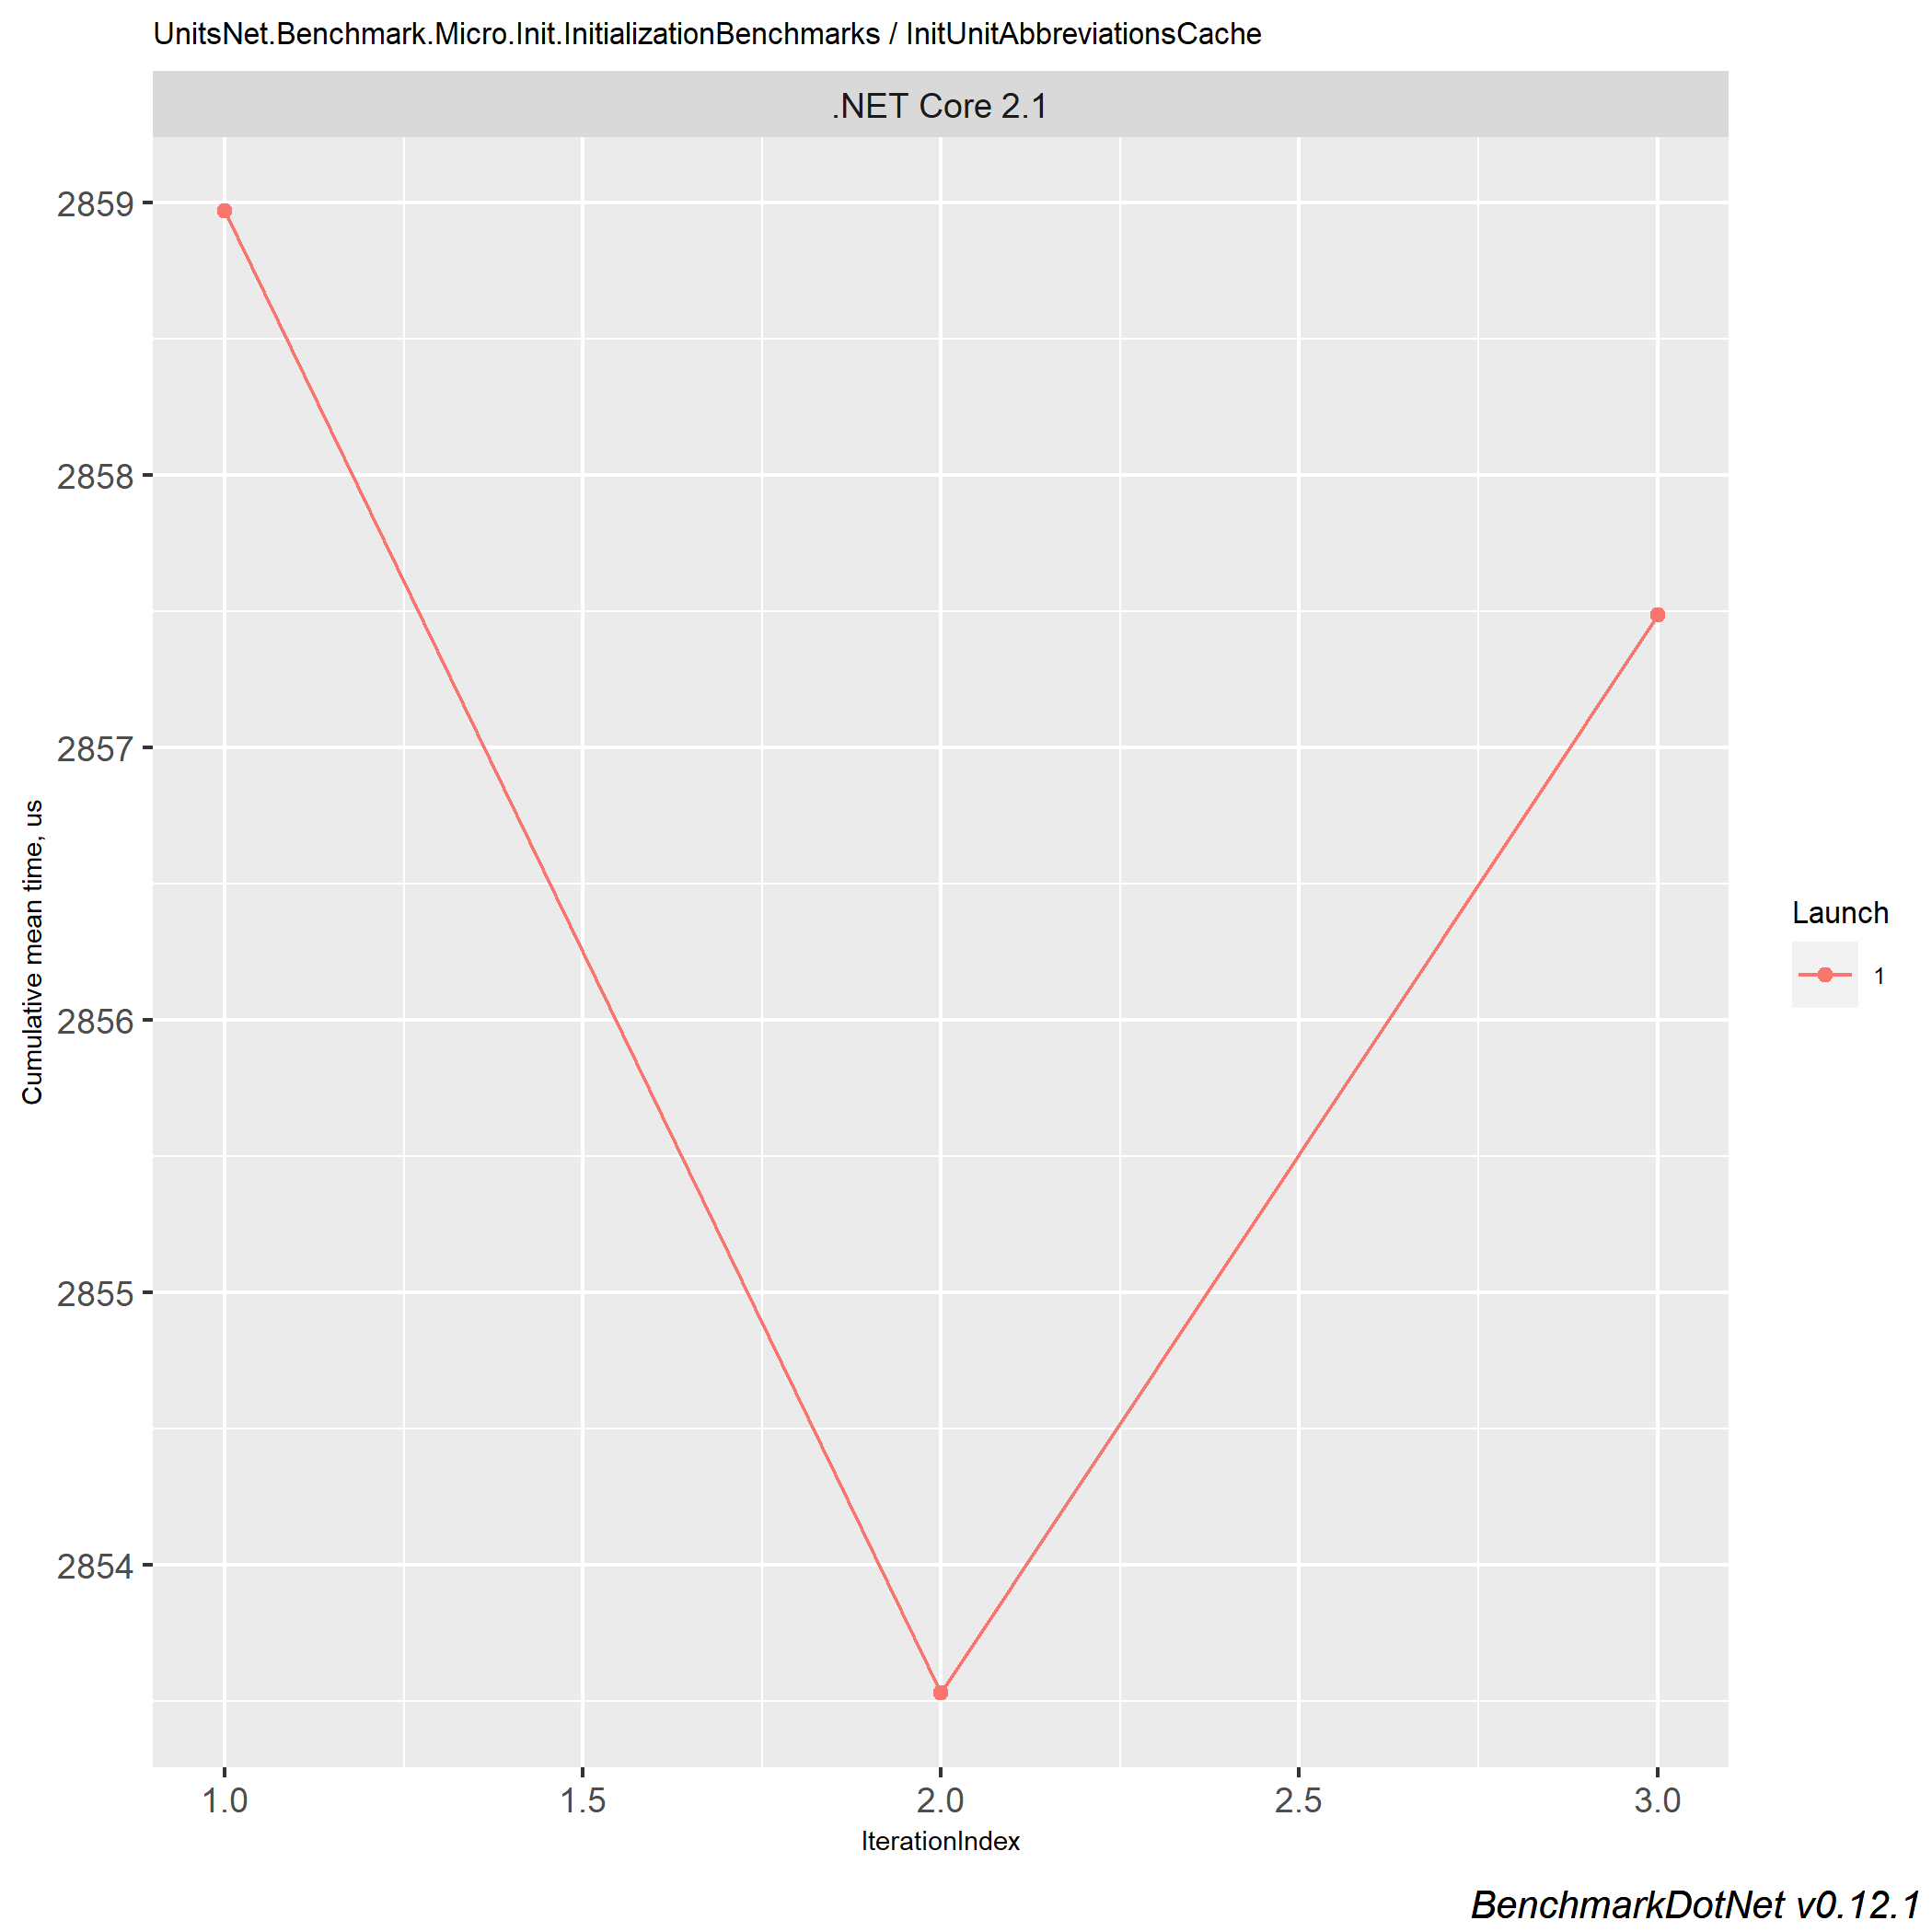 UnitsNet.Benchmark.Micro.Init.InitializationBenchmarks / InitUnitAbbreviationsCache
.NET Core 2.1
2859
2858
2857
2856
2855
2854
Cumulative mean time, us
1.0 1.5 2.0 2.5 3.0
IterationIndex
Launch
1
BenchmarkDotNet v0.12.1